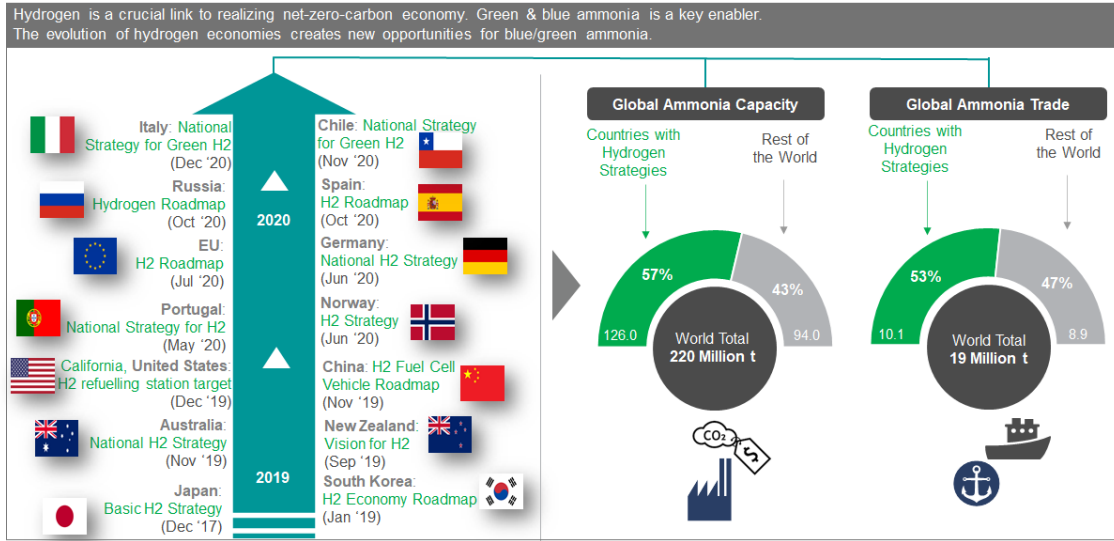 Hydrogen is a crucial link to realizing net-zero-carbon economy. Green & blue ammonia is a key enabler.
The evolution of hydrogen economies creates new opportunities for blue/green ammonia.
Italy: National
Strategy for Green H2
(Dec ‘20)
Russia:
Hydrogen Roadmap
(Oct ‘20)
EU:
H2 Roadmap
(Jul ‘20)
Portugal:
National Strategy for H2
(May ‘20)
California, United States:
H2 refuelling station target
(Dec ‘19)
Australia:
National H2 Strategy
(Nov ‘19)
Japan:
Basic H2 Strategy
(Dec ‘17)
2020
2019
Chile: National Strategy
for Green H2
(Nov ‘20)
Spain:
H2 Roadmap
(Oct ‘20)
Germany:
National H2 Strategy
(Jun ‘20)
Norway:
H2 Strategy
(Jun ‘20)
China: H2 Fuel Cell
Vehicle Roadmap
(Nov ‘19)
New Zealand:
Vision for H2
(Sep ‘19)
South Korea:
H2 Economy Roadmap
(Jan ‘19)
Global Ammonia Capacity
Countries with
Hydrogen
Strategies
Rest of
the World
57%
43%
126.0
94.0
World Total
220 Million t
CO2
$
Global Ammonia Trade
Countries with
Hydrogen
Strategies
Rest of
the World
53%
47%
10.1
8.9
World Total
19 Million t